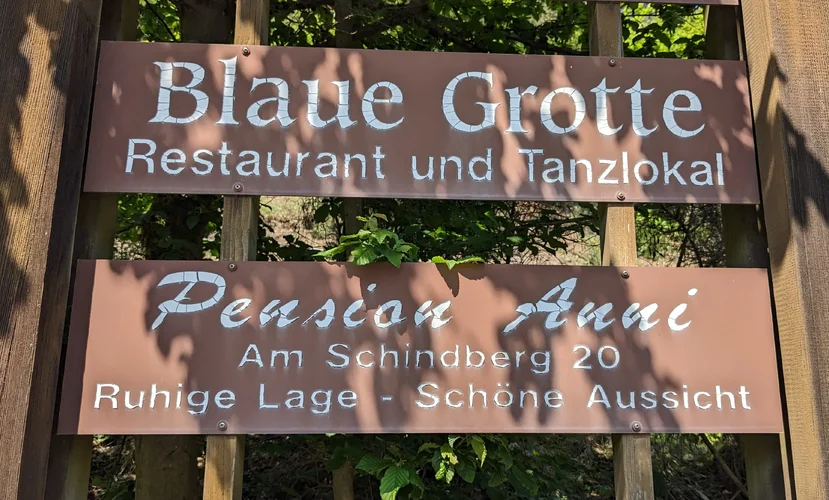 Blaue Grotte
Restaurant und Tanzlokal
Pension Anni
Am Schindberg 20
Ruhige Lage - Schöne Aussicht